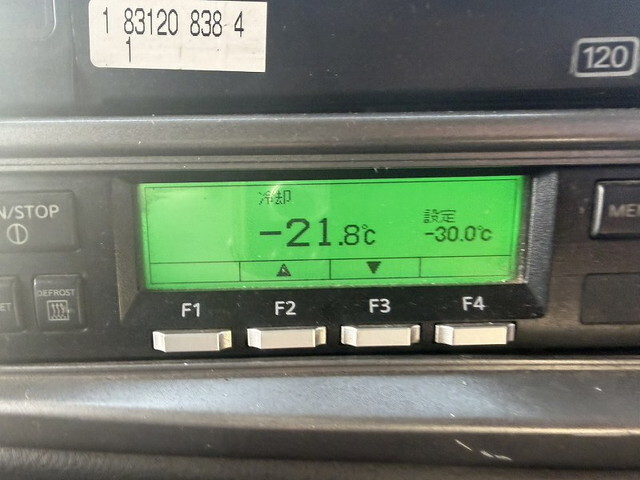 1 83120 838 4
1
120
N/STOP
冷却
-21.8℃
設定
-30.0℃
ME
ET
DEFROST
F1
F2
F3
F4